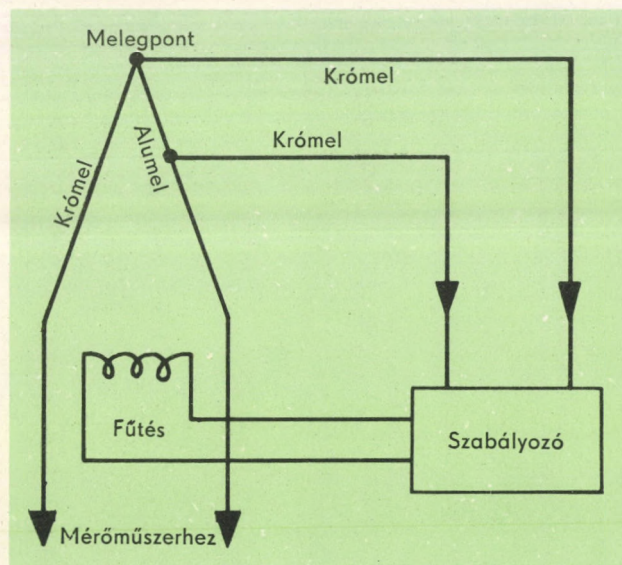 Melegpont
Krómel
Krómel
Alumel
Krómel
Fűtés
Szabályozó
Mérőműszerhez